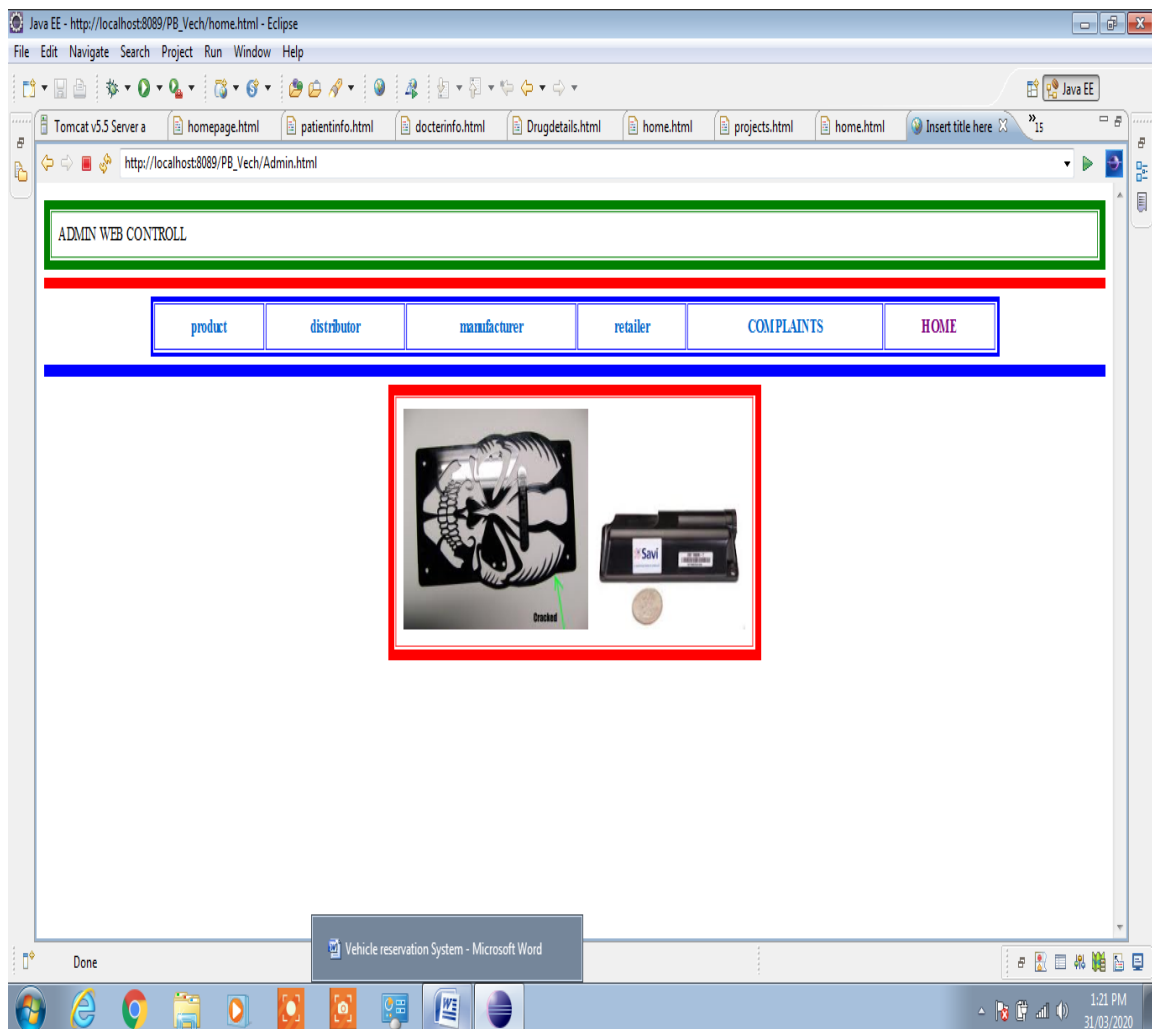 Java EE - http://localhost:8089/PB_Vech/home.html - Eclipse
File Edit Navigate Search Project Run Window Help
Java EE
Tomcat v5.5 Server a homepage.html patientinfo.html docterinfo.html Drugdetails.html home.html projects.html home.html Insert title here »15
http://localhost:8089/PB_Vech/Admin.html
ADMIN WEB CONTROLL
product distributor manufacturer retailer COMPLAINTS HOME
Savi
Cracked
Vehicle reservation System - Microsoft Word
Done
1:21 PM
31/03/2020